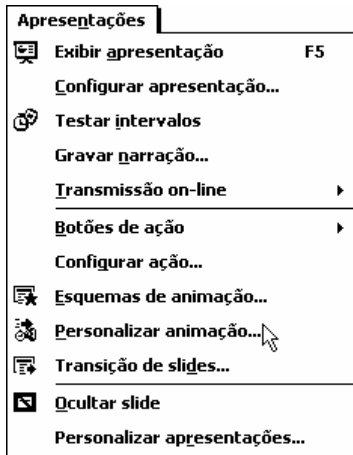 Apresentações
Exibir apresentação F5
Configurar apresentação...
Testar intervalos
Gravar narração...
Transmissão on-line
Botões de ação
Configurar ação...
Esquemas de animação...
Personalizar animação...
Transição de slides...
Ocultar slide
Personalizar apresentações...